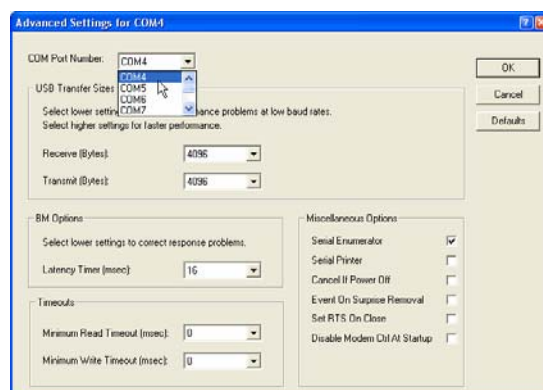 Advanced Settings for COM4
COM Port Number: COM4
COM4
COM5
COM6
COM7
OK
Cancel
Defaults
USB Transfer Sizes
Select lower settin ance problems at low baud rates.
Select higher settings for faster performance.
Receive (Bytes): 4096
Transmit (Bytes): 4096
BM Options
Select lower settings to correct response problems.
Latency Timer (msec): 16
Timeouts
Minimum Read Timeout (msec): 0
Minimum Write Timeout (msec): 0
Miscellaneous Options
Serial Enumerator
Serial Printer
Cancel If Power Off
Event On Surprise Removal
Set RTS On Close
Disable Modem Ctrl At Startup